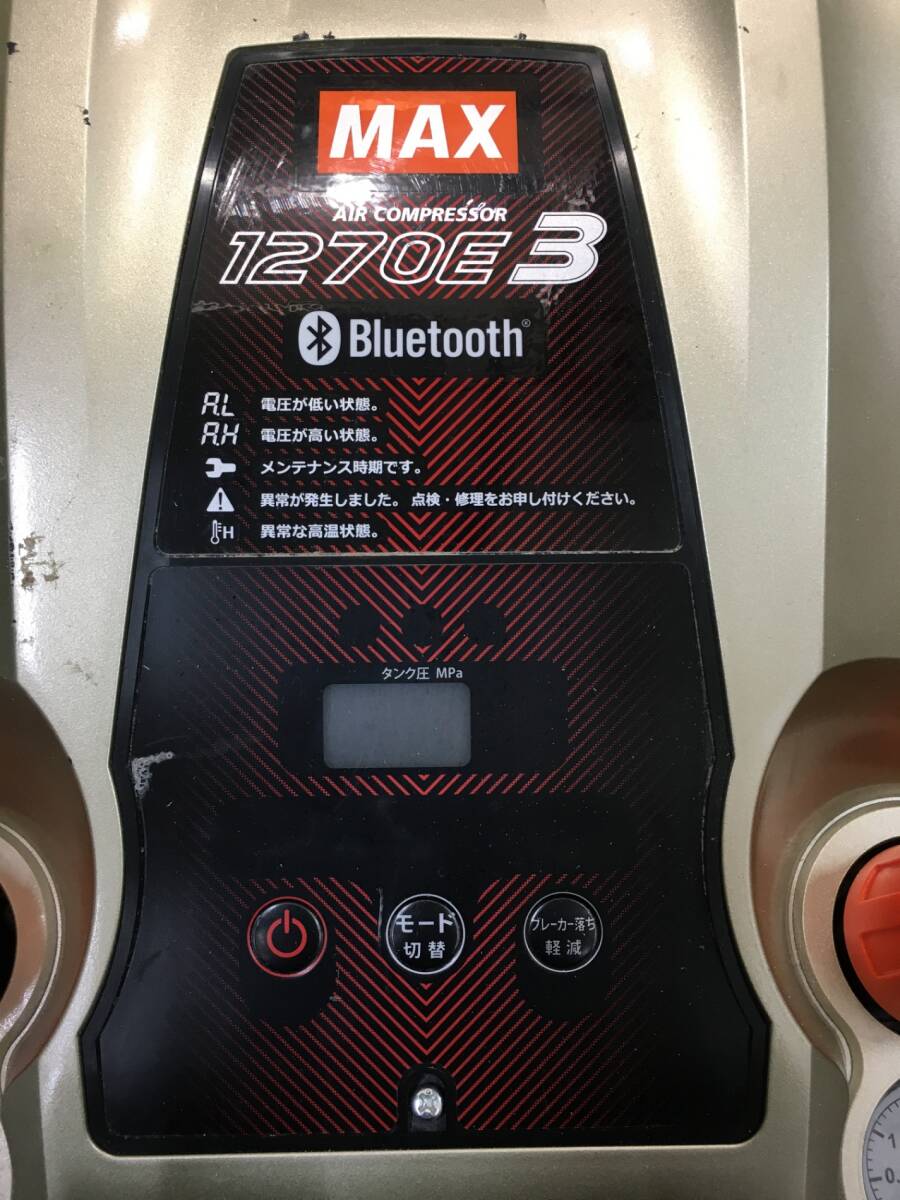 MAX
AIR COMPRESSOR
1270E3
Bluetooth®
A.L 電圧が低い状態。
A.H 電圧が高い状態。
メンテナンス時期です。
異常が発生しました。点検・修理をお申し付けください。
H 異常な高温状態。
タンク圧 MPa
モード
切替
ブレーカー落ち
軽減
1
0.